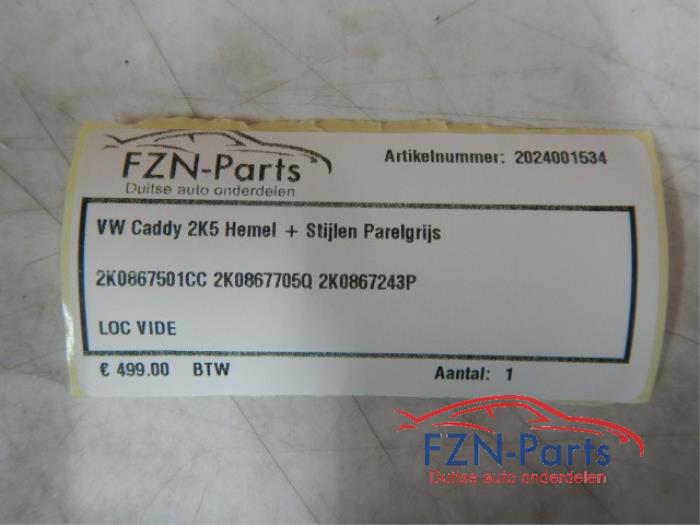 FZN-Parts
Duitse auto onderdelen
Artikelnummer: 2024001534
VW Caddy 2K5 Hemel + Stijlen Parelgrijs
2K0867501CC 2K0867705Q 2K0867243P
LOC VIDE
€ 499.00 BTW
Aantal: 1
FZN-Parts
Duitse auto onderdelen